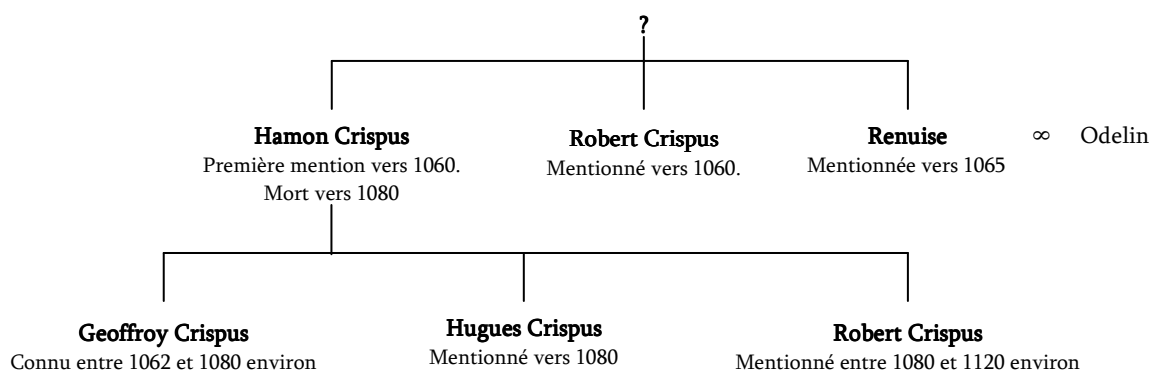 ?
Hamon Crispus
Première mention vers 1060.
Mort vers 1080
Robert Crispus
Mentionné vers 1060.
Renuise
Mentionnée vers 1065
∞ Odelin
Geoffroy Crispus
Connu entre 1062 et 1080 environ
Hugues Crispus
Mentionné vers 1080
Robert Crispus
Mentionné entre 1080 et 1120 environ